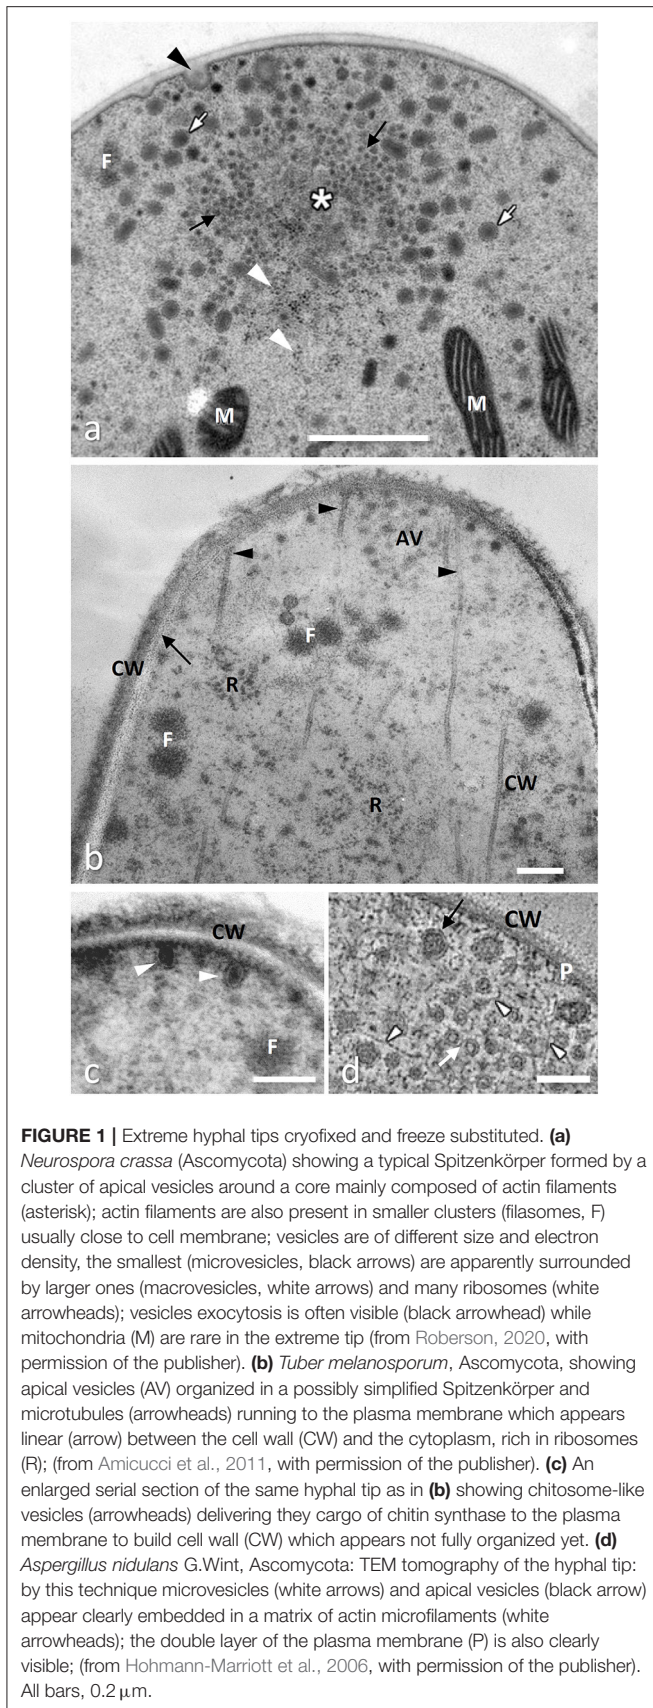 F
*
M
M
a
AV
F
CW
R
F
R
CW
b
CW
F
c
CW
P
d
FIGURE 1 | Extreme hyphal tips cryofixed and freeze substituted. (a)
Neurospora crassa (Ascomycota) showing a typical Spitzenkörper formed by a
cluster of apical vesicles around a core mainly composed of actin filaments
(asterisk); actin filaments are also present in smaller clusters (filasomes, F)
usually close to cell membrane; vesicles are of different size and electron
density, the smallest (microvesicles, black arrows) are apparently surrounded
by larger ones (macrovesicles, white arrows) and many ribosomes (white
arrowheads); vesicles exocytosis is often visible (black arrowhead) while
mitochondria (M) are rare in the extreme tip (from Roberson, 2020, with
permission of the publisher). (b) Tuber melanosporum, Ascomycota, showing
apical vesicles (AV) organized in a possibly simplified Spitzenkörper and
microtubules (arrowheads) running to the plasma membrane which appears
linear (arrow) between the cell wall (CW) and the cytoplasm, rich in ribosomes
(R); (from Amicucci et al., 2011, with permission of the publisher). (c) An
enlarged serial section of the same hyphal tip as in (b) showing chitosome-like
vesicles (arrowheads) delivering they cargo of chitin synthase to the plasma
membrane to build cell wall (CW) which appears not fully organized yet. (d)
Aspergillus nidulans G.Wint, Ascomycota: TEM tomography of the hyphal tip:
by this technique microvesicles (white arrows) and apical vesicles (black arrow)
appear clearly embedded in a matrix of actin microfilaments (white
arrowheads); the double layer of the plasma membrane (P) is also clearly
visible; (from Hohmann-Marriott et al., 2006, with permission of the publisher).
All bars, 0.2 μm.